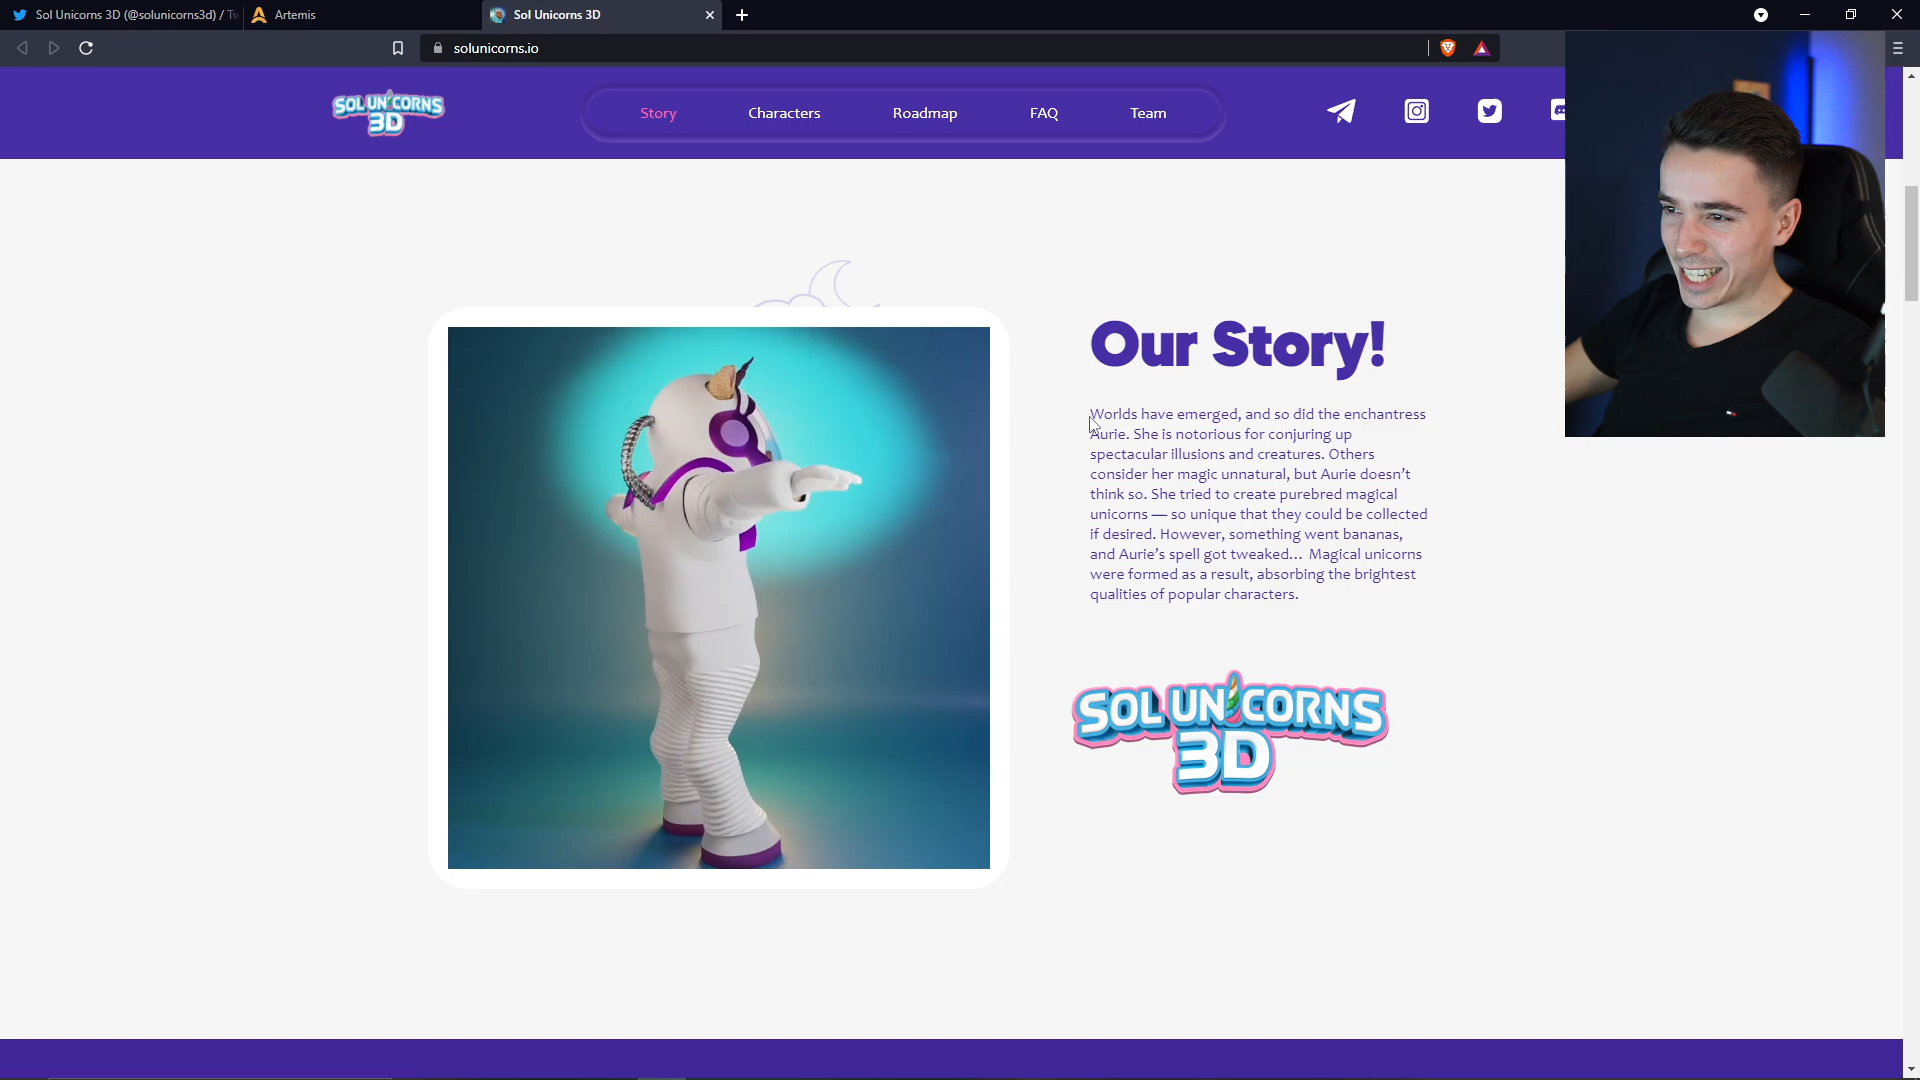 Sol Unicorns 3D (@solunicorns3d) / Tw
Artemis
Sol Unicorns 3D
solunicorns.io
SOL UNICORNS
3D
Story
Characters
Roadmap
FAQ
Team
Our Story!
Worlds have emerged, and so did the enchantress
Aurie. She is notorious for conjuring up
spectacular illusions and creatures. Others
consider her magic unnatural, but Aurie doesn’t
think so. She tried to create purebred magical
unicorns — so unique that they could be collected
if desired. However, something went bananas,
and Aurie’s spell got tweaked... Magical unicorns
were formed as a result, absorbing the brightest
qualities of popular characters.
SOL UNICORNS
3D